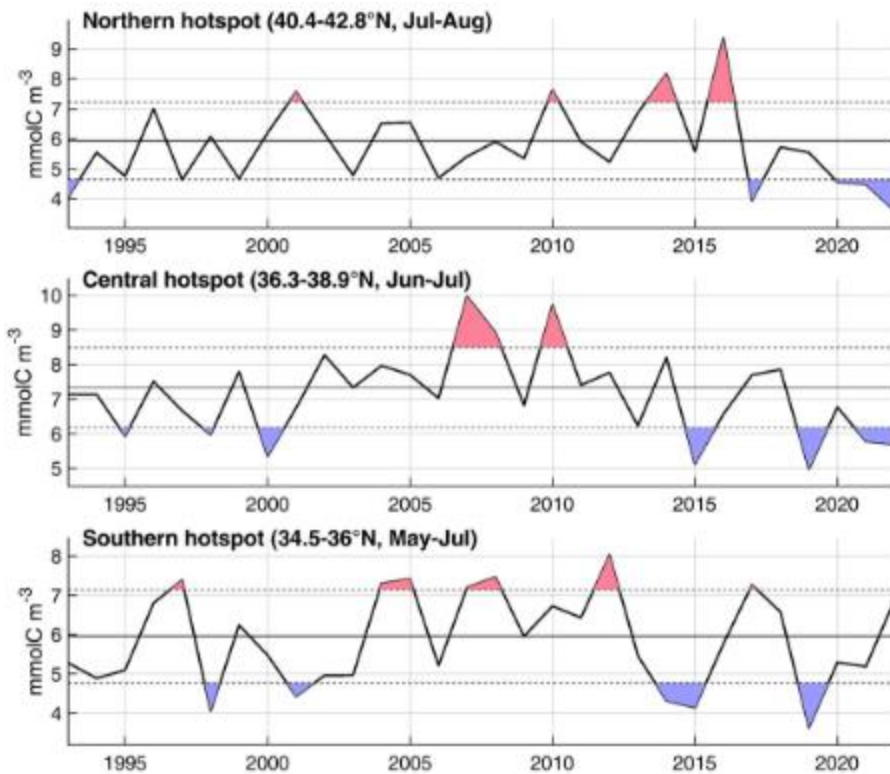 Northern hotspot (40.4-42.8°N, Jul-Aug)
mmolC m⁻³
9
8
7
6
5
4
1995 2000 2005 2010 2015 2020
Central hotspot (36.3-38.9°N, Jun-Jul)
mmolC m⁻³
10
9
8
7
6
5
1995 2000 2005 2010 2015 2020
Southern hotspot (34.5-36°N, May-Jul)
mmolC m⁻³
8
7
6
5
4
1995 2000 2005 2010 2015 2020